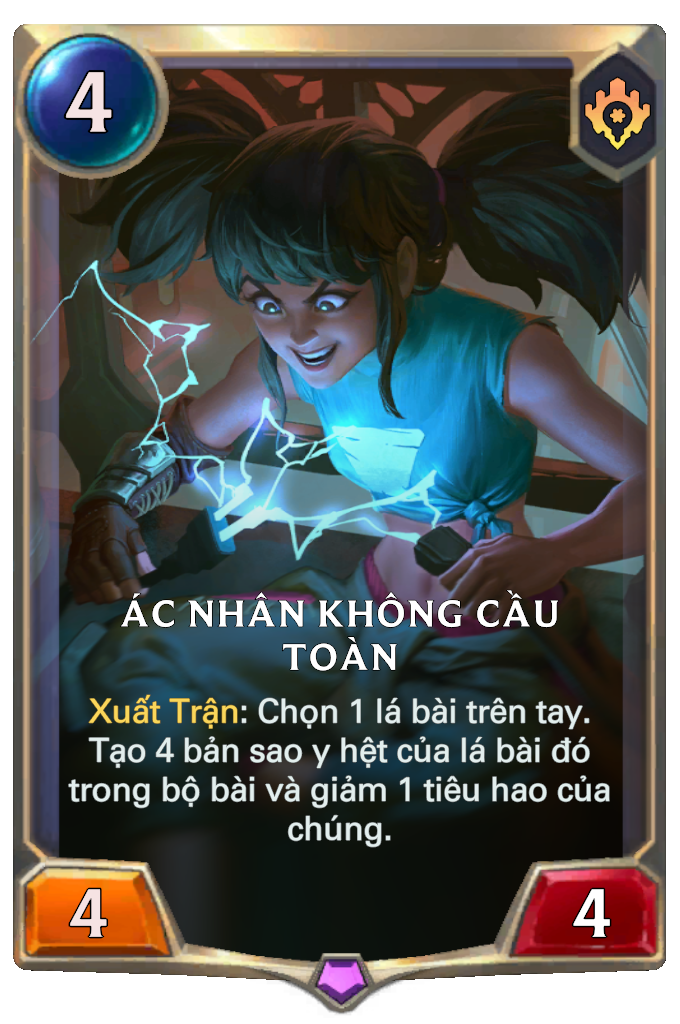 4
ÁC NHÂN KHÔNG CẦU
TOÀN
Xuất Trận: Chọn 1 lá bài trên tay.
Tạo 4 bản sao y hệt của lá bài đó
trong bộ bài và giảm 1 tiêu hao của
chúng.
4
4